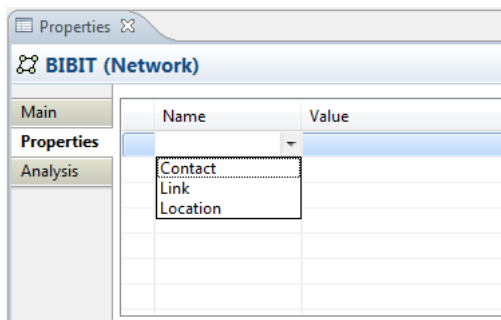 Properties
BIBIT (Network)
Main
Properties
Analysis
Name Value
Contact
Link
Location